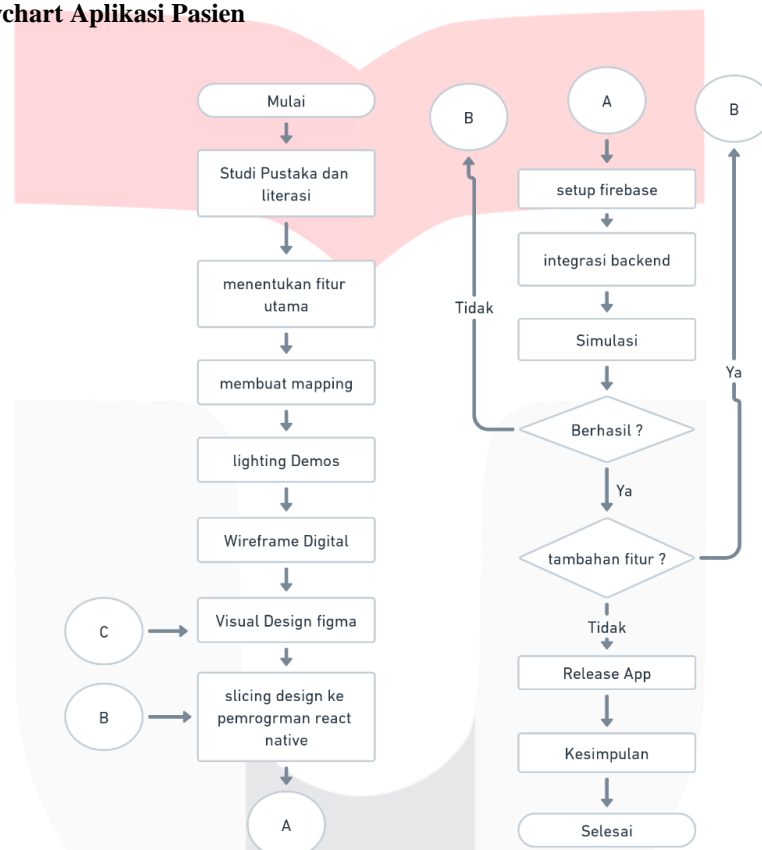 wchart Aplikasi Pasien
Mulai
Studi Pustaka dan
literasi
menentukan fitur
utama
membuat mapping
lighting Demos
Wireframe Digital
C
Visual Design figma
B
slicing design ke
pemrogrman react
native
A
B
A
B
setup firebase
integrasi backend
Tidak
Simulasi
Ya
Berhasil ?
Ya
tambahan fitur ?
Tidak
Release App
Kesimpulan
Selesai